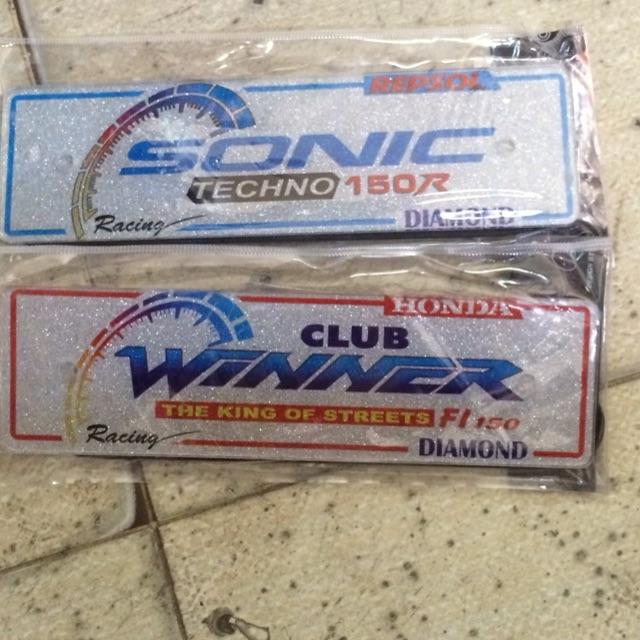 REPSOL
SONIC
TECHNO 150R
Racing DIAMOND
HONDA
CLUB
WINNER
THE KING OF STREETS FI 150
Racing DIAMOND